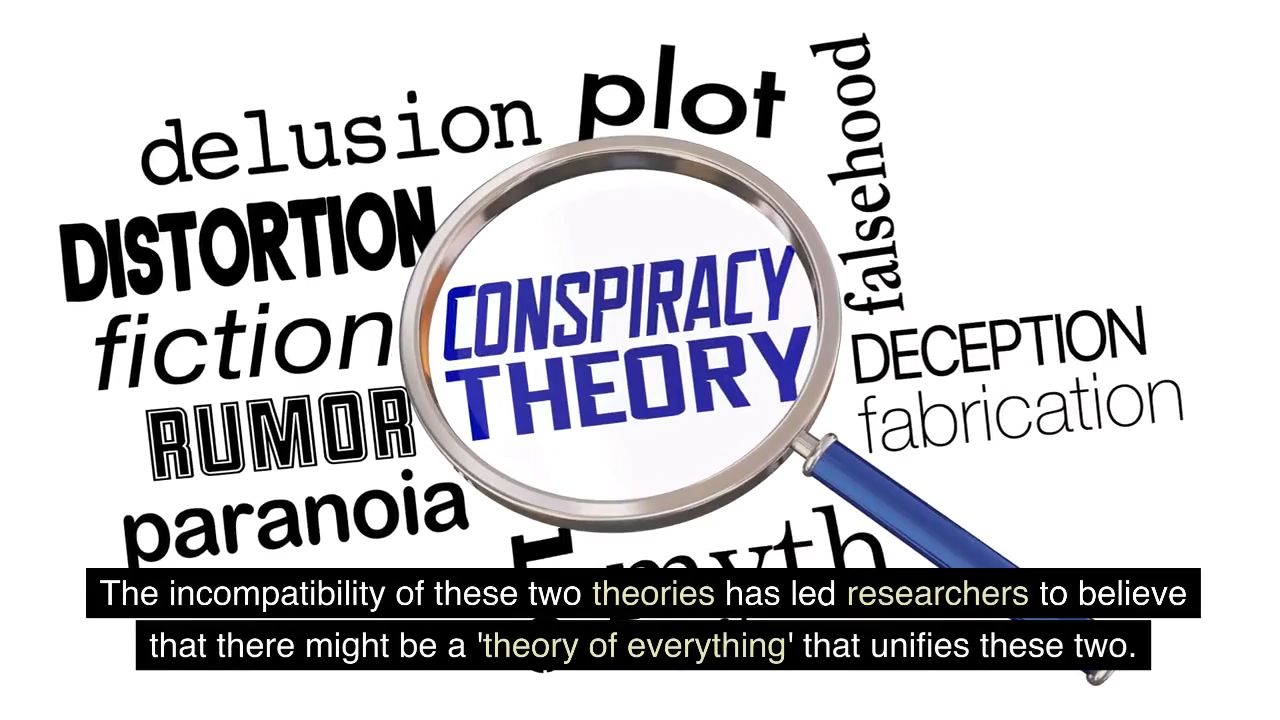 delusion
plot
falsehood
DISTORTION
CONSPIRACY
THEORY
fiction
DECEPTION
fabrication
RUMOR
paranoia
myth
The incompatibility of these two theories has led researchers to believe
that there might be a 'theory of everything' that unifies these two.